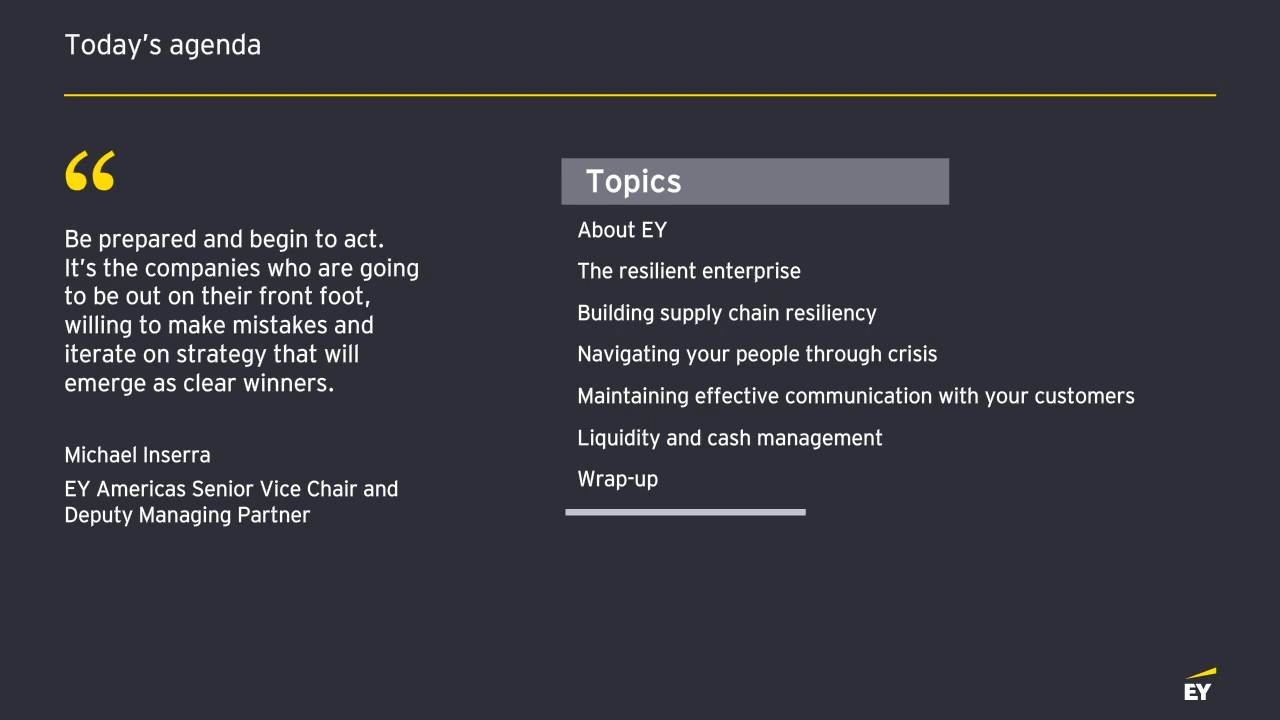 Today’s agenda
“
Be prepared and begin to act.
It’s the companies who are going
to be out on their front foot,
willing to make mistakes and
iterate on strategy that will
emerge as clear winners.
Michael Inserra
EY Americas Senior Vice Chair and
Deputy Managing Partner
Topics
About EY
The resilient enterprise
Building supply chain resiliency
Navigating your people through crisis
Maintaining effective communication with your customers
Liquidity and cash management
Wrap-up
EY